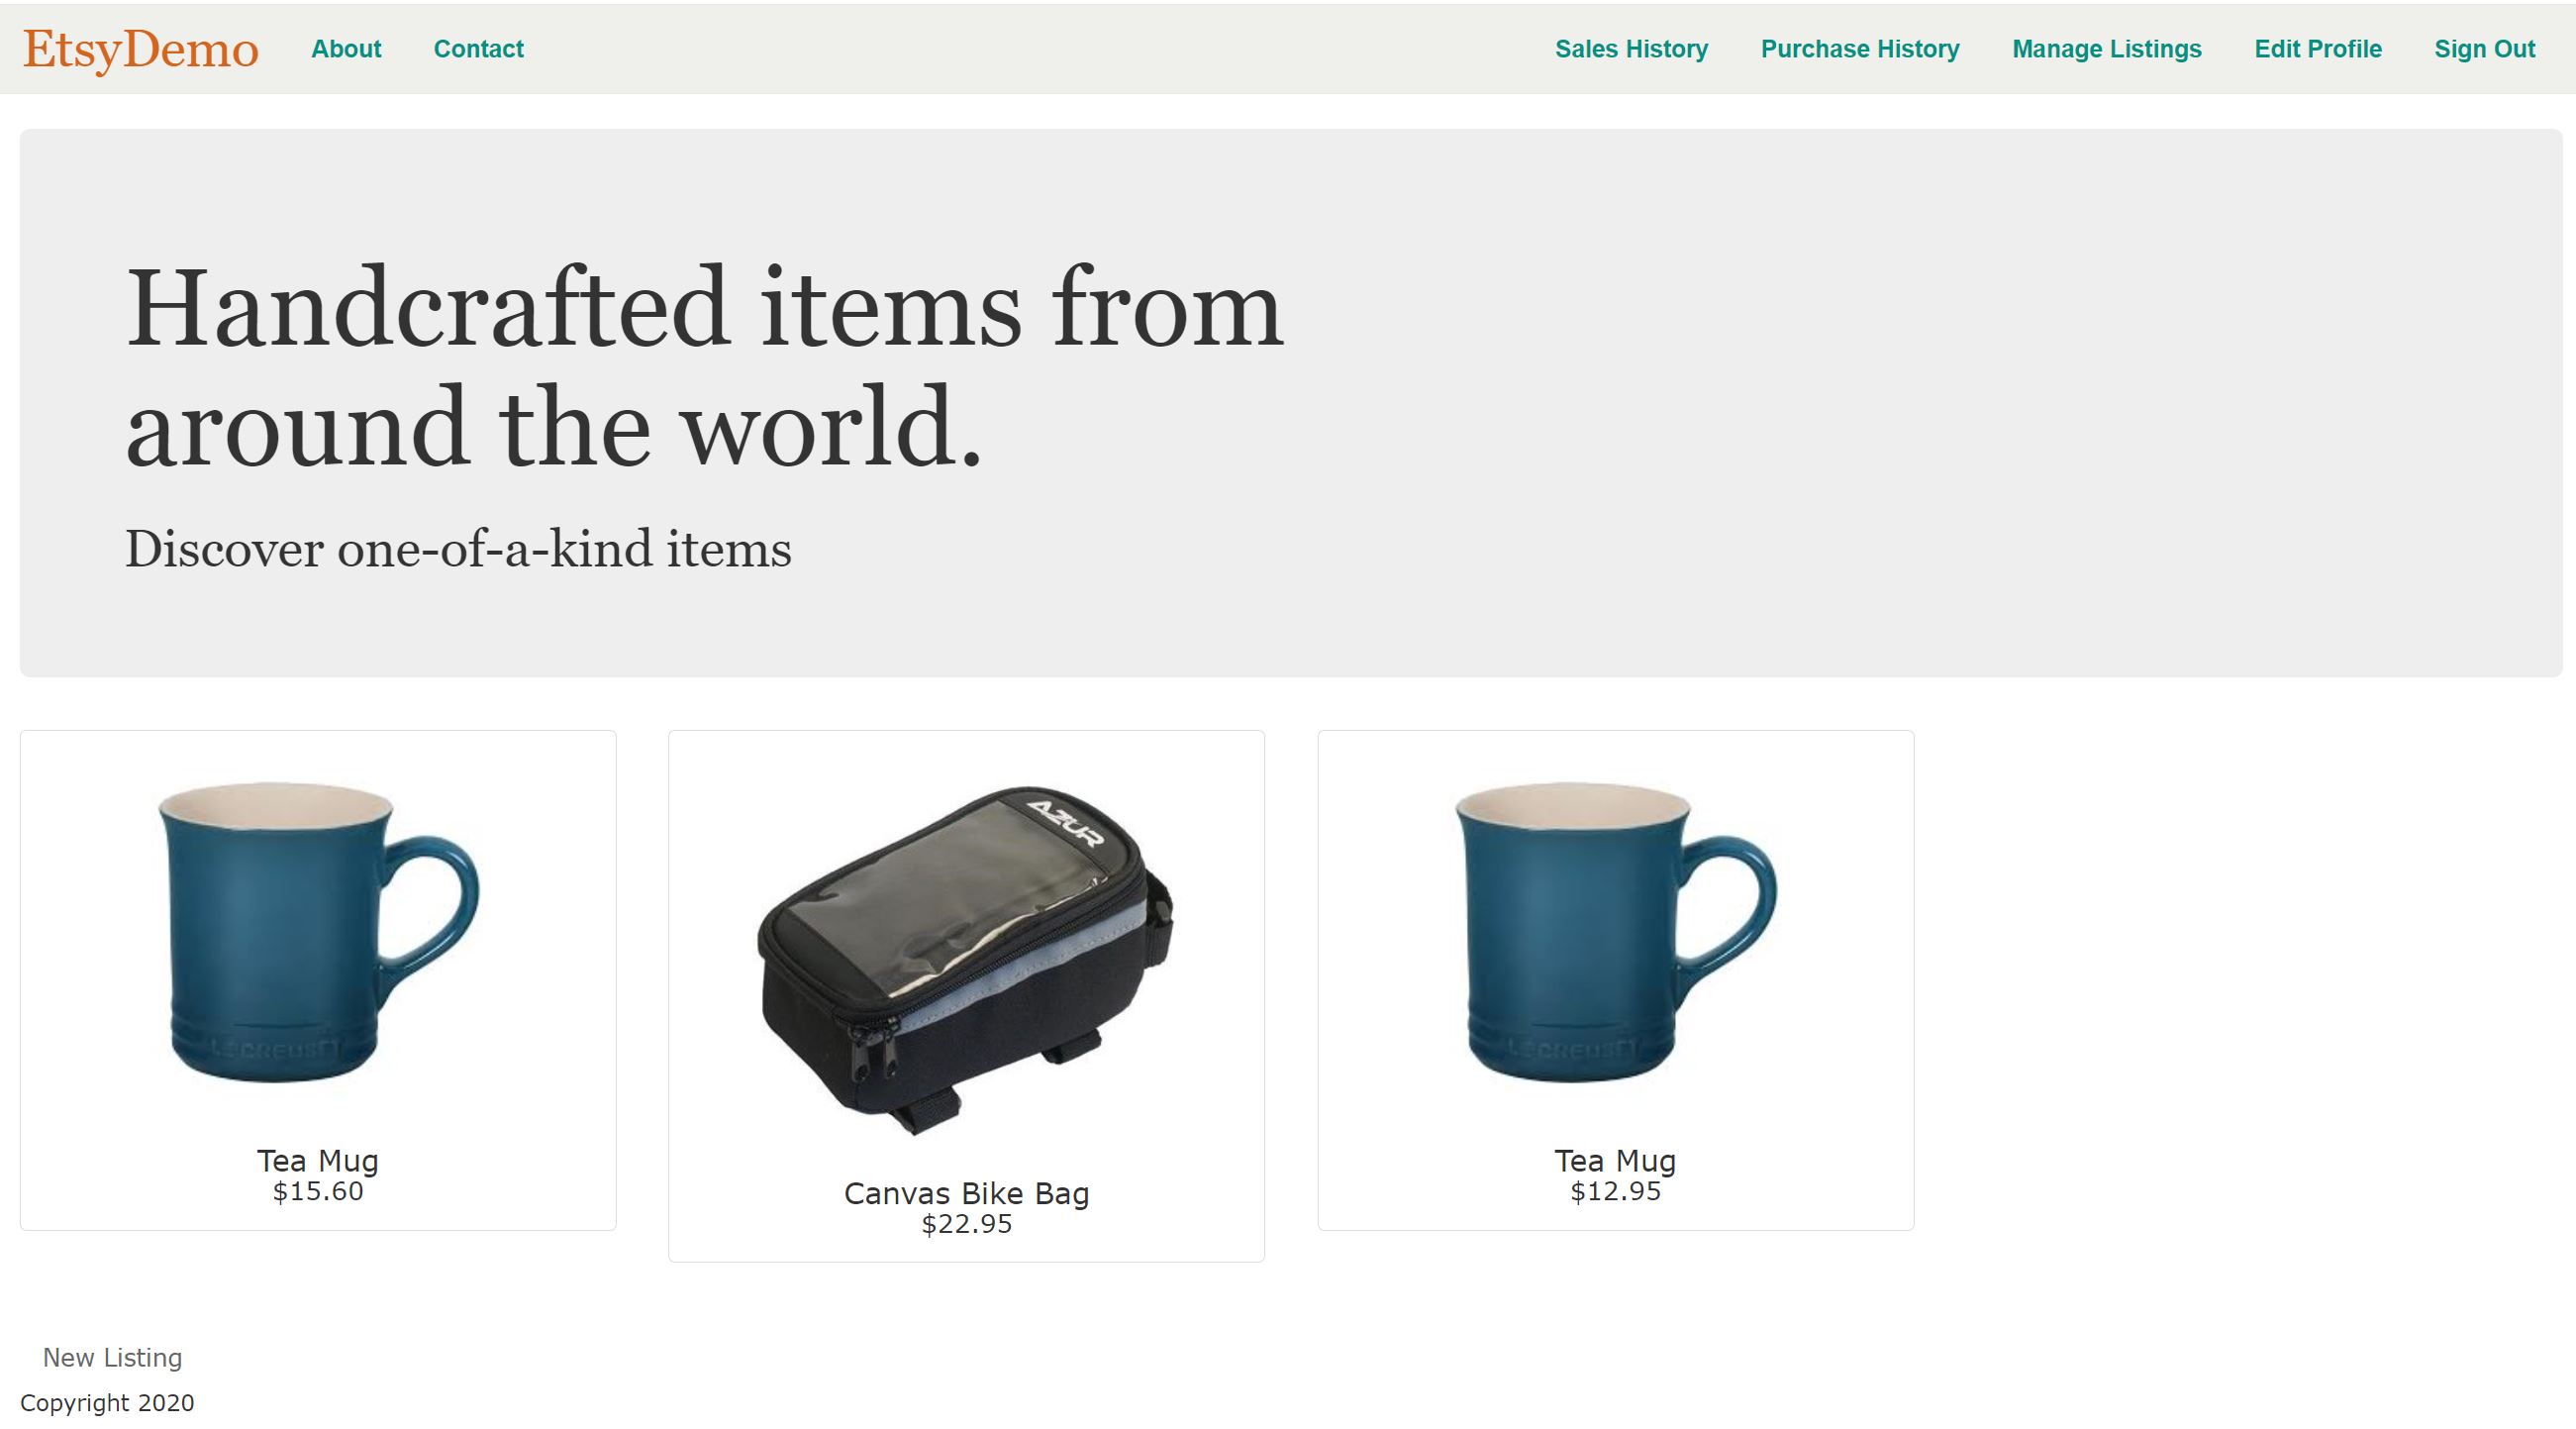 EtsyDemo About Contact Sales History Purchase History Manage Listings Edit Profile Sign Out
Handcrafted items from
around the world.
Discover one-of-a-kind items
AZUR
LE CREUSET
LE CREUSET
Tea Mug
$15.60
Canvas Bike Bag
$22.95
Tea Mug
$12.95
New Listing
Copyright 2020